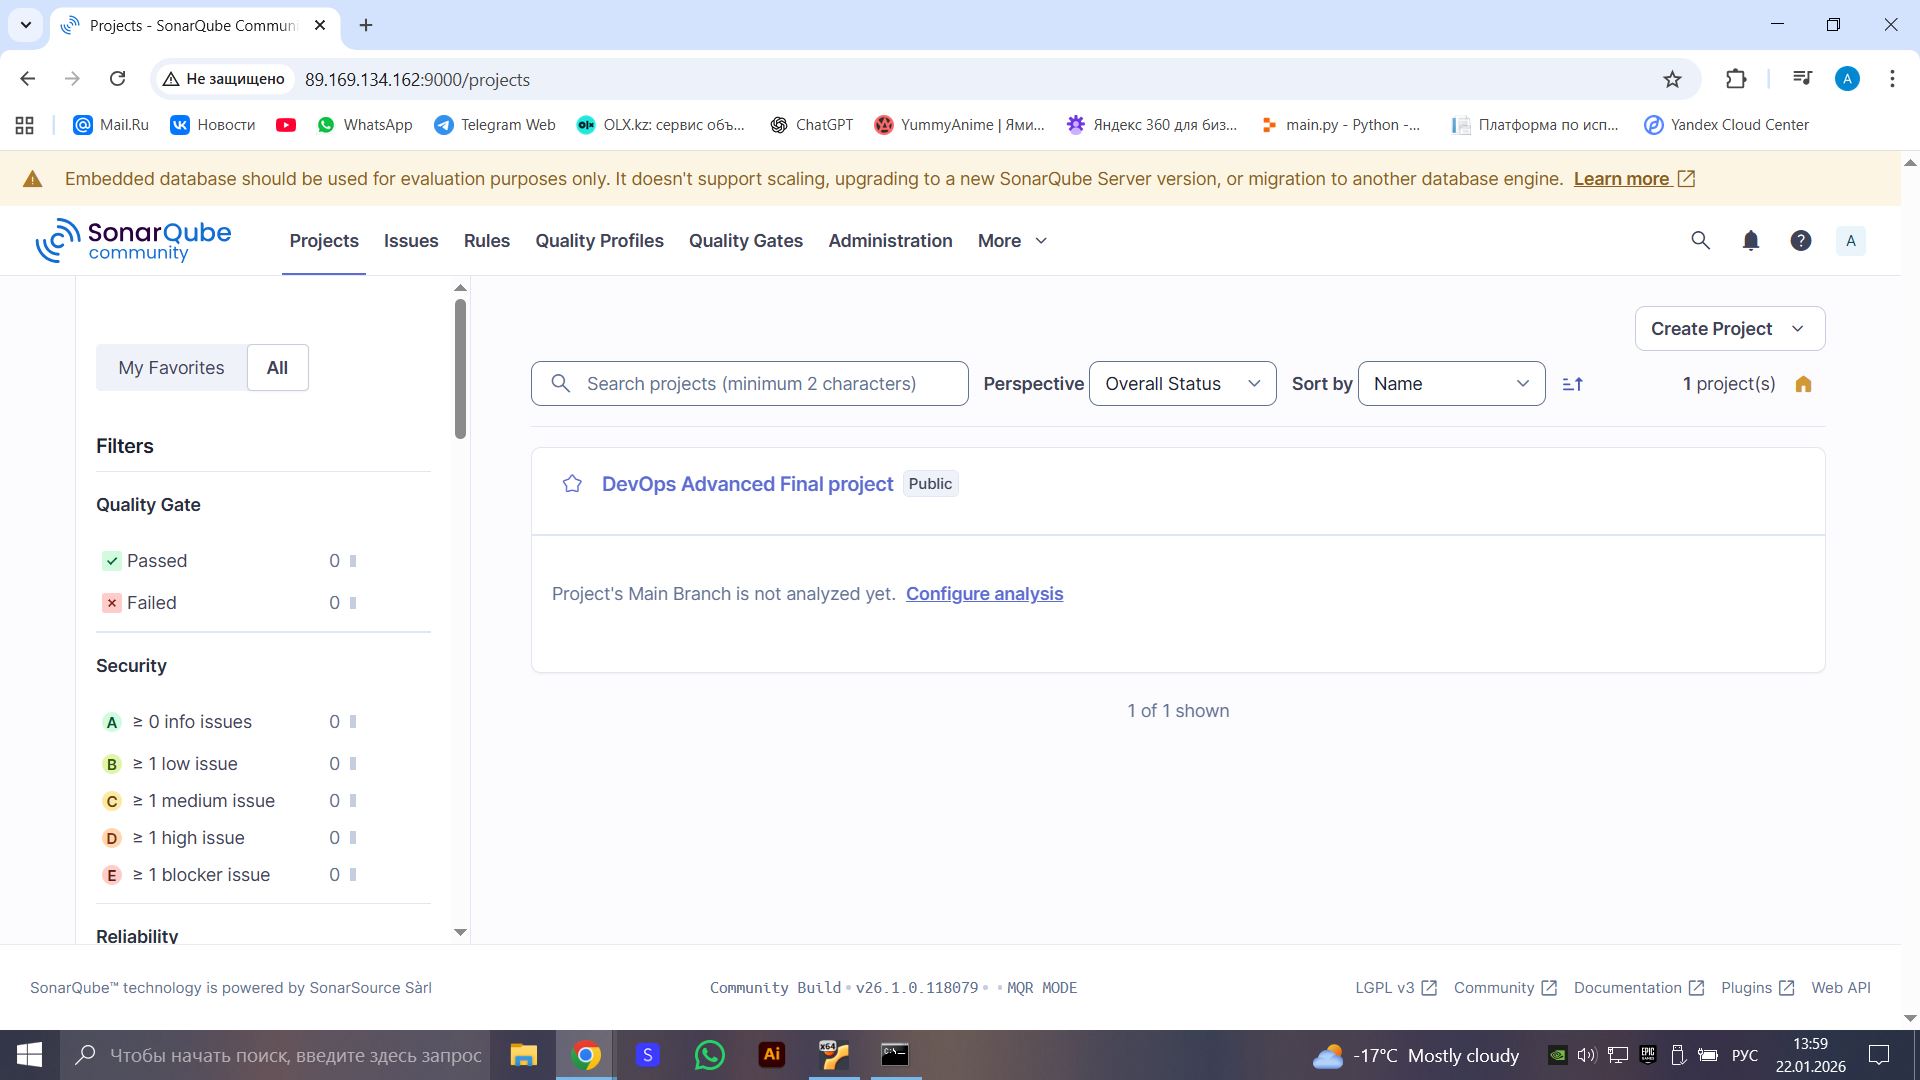 Projects - SonarQube Commun
Не защищено
89.169.134.162:9000/projects
A
Mail.Ru
Новости
WhatsApp
Telegram Web
OLX.kz: сервис объ...
ChatGPT
YummyAnime | Ями...
Яндекс 360 для биз...
main.py - Python -...
Платформа по исп...
Yandex Cloud Center
Embedded database should be used for evaluation purposes only. It doesn't support scaling, upgrading to a new SonarQube Server version, or migration to another database engine. Learn more
SonarQube
community
Projects
Issues
Rules
Quality Profiles
Quality Gates
Administration
More
?
A
My Favorites
All
Filters
Quality Gate
Passed 0
Failed 0
Security
A ≥ 0 info issues 0
B ≥ 1 low issue 0
C ≥ 1 medium issue 0
D ≥ 1 high issue 0
E ≥ 1 blocker issue 0
Reliability
Create Project
Search projects (minimum 2 characters)
Perspective
Overall Status
Sort by
Name
1 project(s)
DevOps Advanced Final project
Public
Project's Main Branch is not analyzed yet. Configure analysis
1 of 1 shown
SonarQube™ technology is powered by SonarSource Sàrl
Community Build • v26.1.0.118079 • • MQR MODE
LGPL v3
Community
Documentation
Plugins
Web API
Чтобы начать поиск, введите здесь запрос
S
Ai
x64
-17°C Mostly cloudy
РУС
13:59
22.01.2026